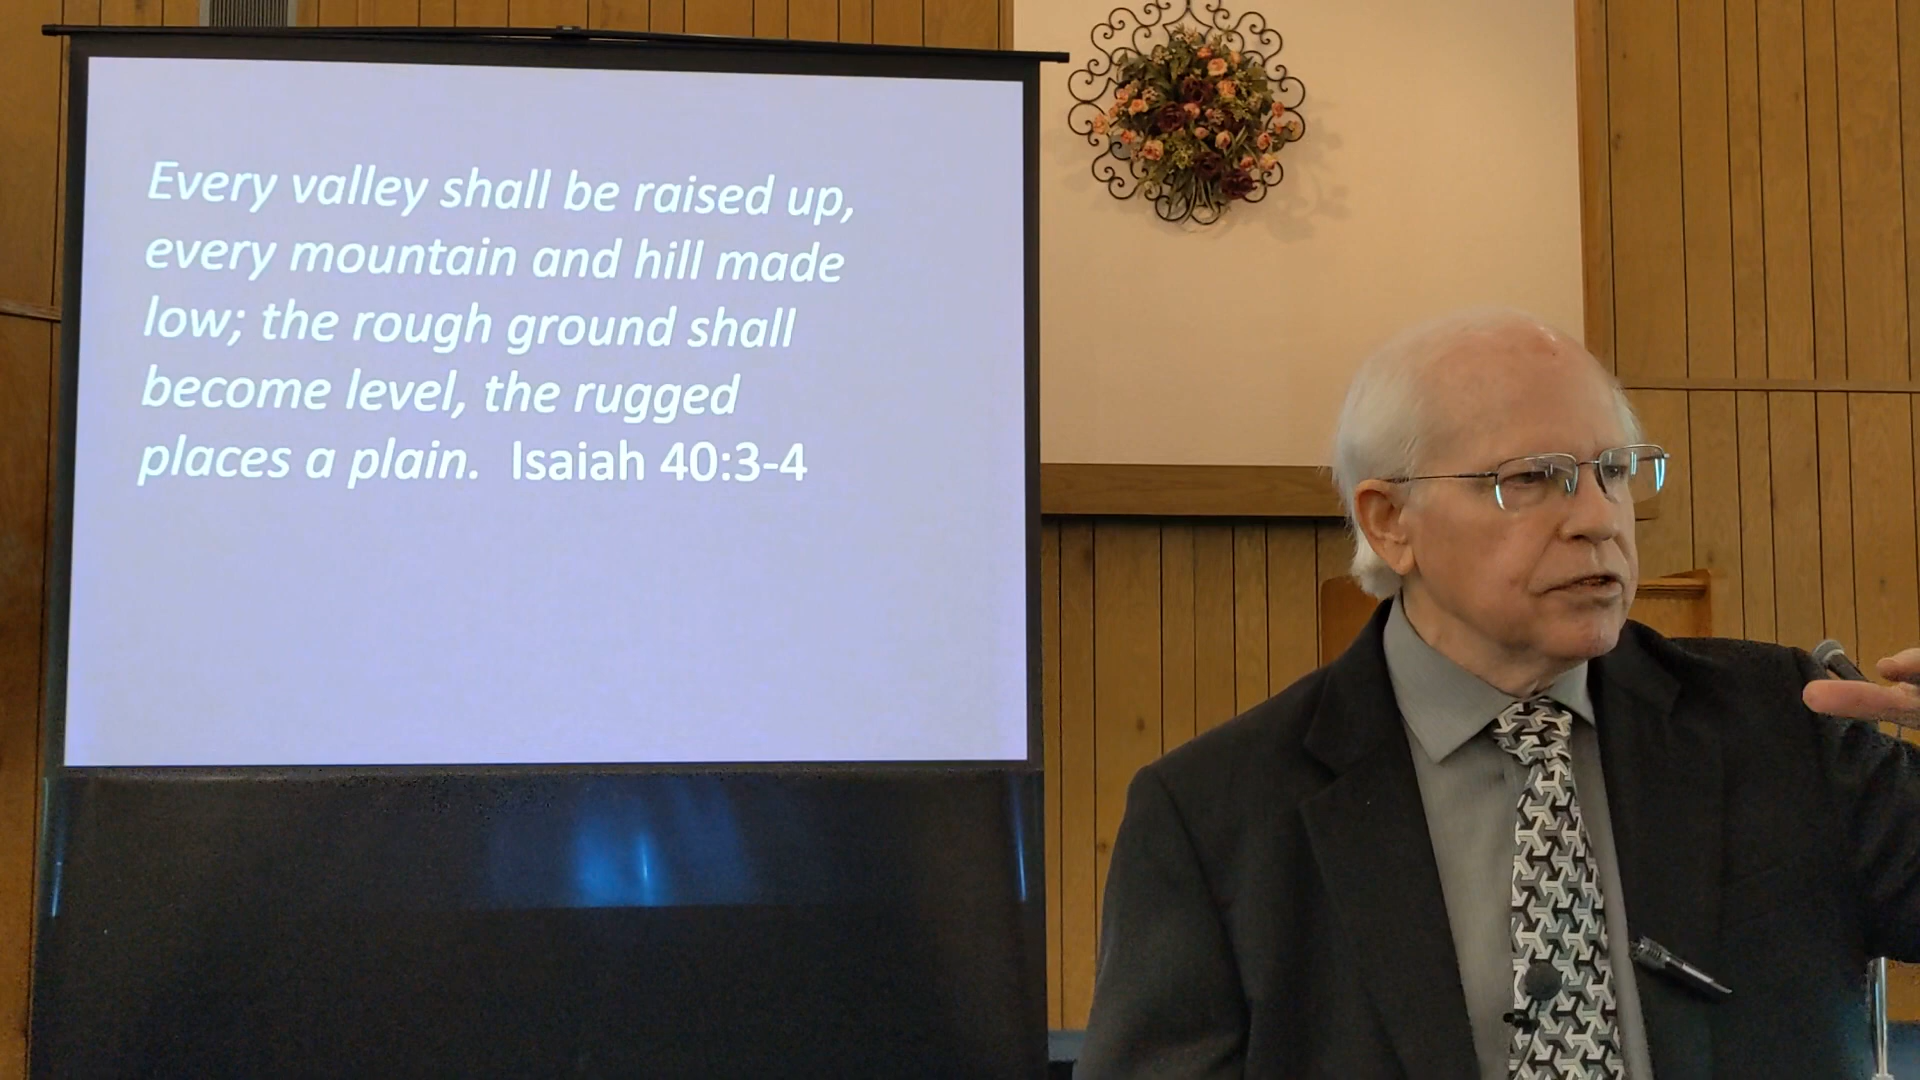 Every valley shall be raised up,
every mountain and hill made
low; the rough ground shall
become level, the rugged
places a plain.  Isaiah 40:3-4